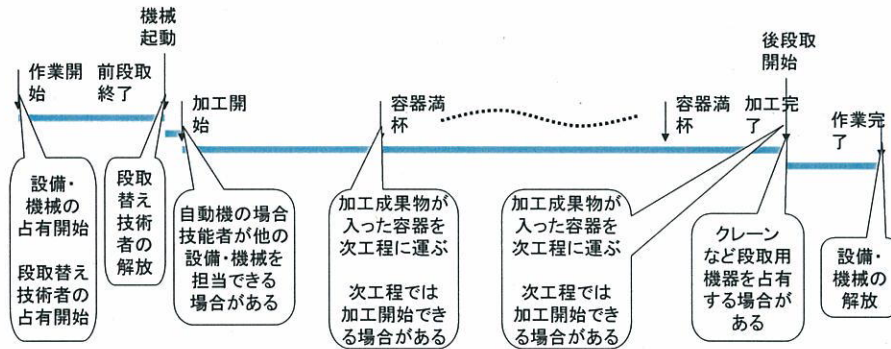 機械
起動
後段取
開始
作業開
始
前段取
終了
加工開
始
容器満
杯
容器満
杯
加工完
了
作業完
了
設備・
機械の
占有開始
段取替え
技術者の
占有開始
段取
替え
技術
者の
解放
自動機の場合
技能者が他の
設備・機械を
担当できる
場合がある
加工成果物が
入った容器を
次工程に運ぶ
次工程では
加工開始でき
る場合がある
加工成果物が
入った容器を
次工程に運ぶ
次工程では
加工開始でき
る場合がある
クレーン
など段取用
機器を占有
する場合が
ある
設備・
機械の
解放